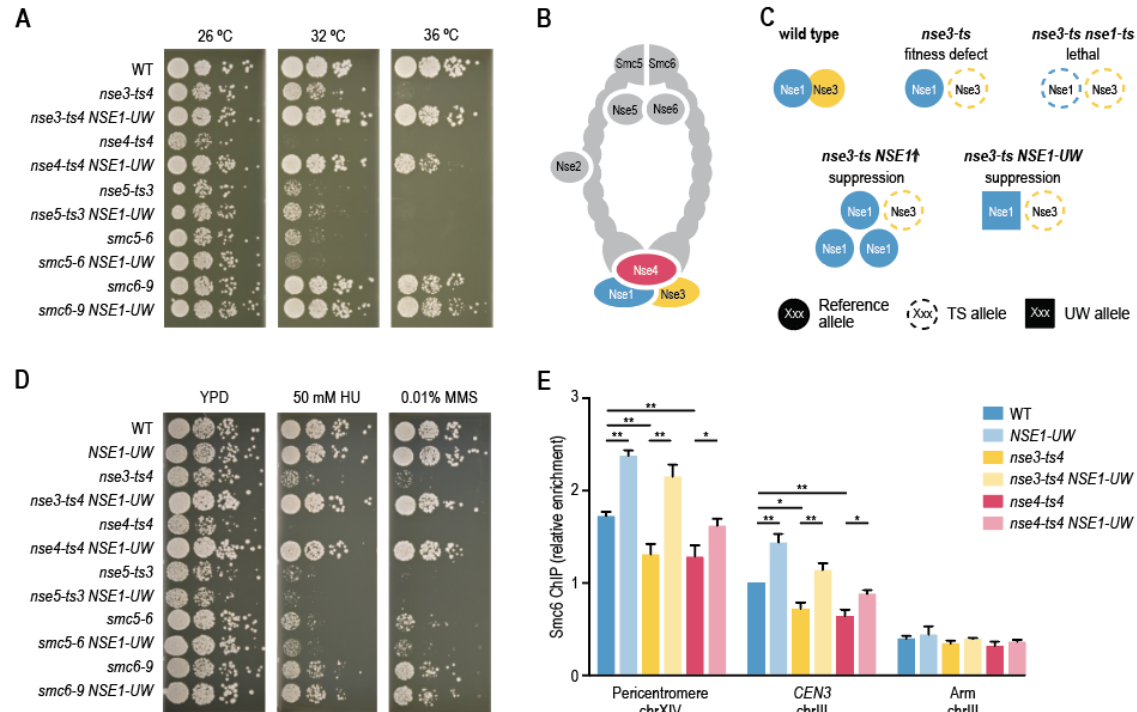 A
26 ºC 32 ºC 36 ºC
WT
nse3-ts4
nse3-ts4 NSE1-UW
nse4-ts4
nse4-ts4 NSE1-UW
nse5-ts3
nse5-ts3 NSE1-UW
smc5-6
smc5-6 NSE1-UW
smc6-9
smc6-9 NSE1-UW
B
Smc5 Smc6
Nse5 Nse6
Nse2
Nse4
Nse1 Nse3
C
wild type
Nse1 Nse3
nse3-ts
fitness defect
Nse1 Nse3
nse3-ts nse1-ts
lethal
Nse1 Nse3
nse3-ts NSE1↑
suppression
Nse1 Nse3
Nse1 Nse1
nse3-ts NSE1-UW
suppression
Nse1 Nse3
Xxx Reference
allele
Xxx TS allele
Xxx UW allele
D
YPD 50 mM HU 0.01% MMS
WT
NSE1-UW
nse3-ts4
nse3-ts4 NSE1-UW
nse4-ts4
nse4-ts4 NSE1-UW
nse5-ts3
nse5-ts3 NSE1-UW
smc5-6
smc5-6 NSE1-UW
smc6-9
smc6-9 NSE1-UW
E
Smc6 ChIP (relative enrichment)
3
2
1
0
**
**
** ** *
**
*
** ** *
WT
NSE1-UW
nse3-ts4
nse3-ts4 NSE1-UW
nse4-ts4
nse4-ts4 NSE1-UW
Pericentromere CEN3 Arm
chrXIV chrIII chrIII